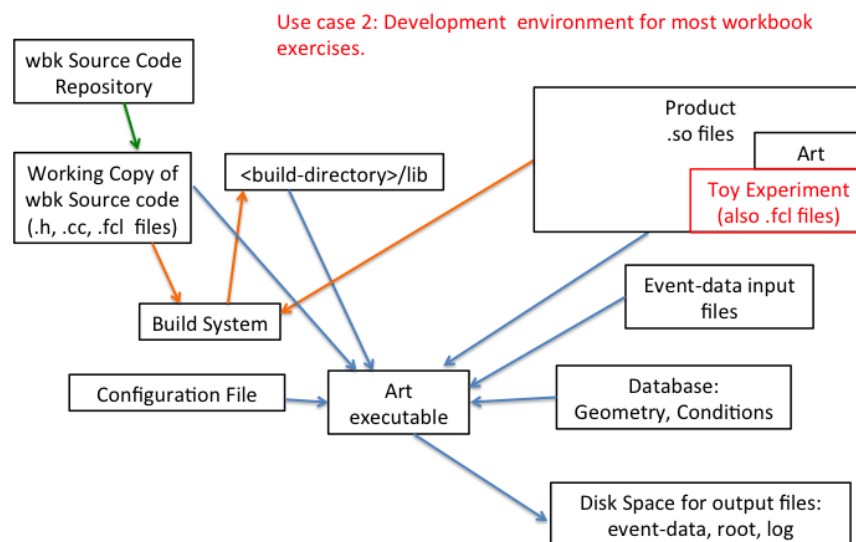 Use case 2: Development environment for most workbook
exercises.
wbk Source Code
Repository
Product
.so files
Art
Toy Experiment
(also .fcl files)
Working Copy of
wbk Source code
(.h, .cc, .fcl files)
<build-directory>/lib
Event-data input
files
Build System
Configuration File
Art
executable
Database:
Geometry, Conditions
Disk Space for output files:
event-data, root, log